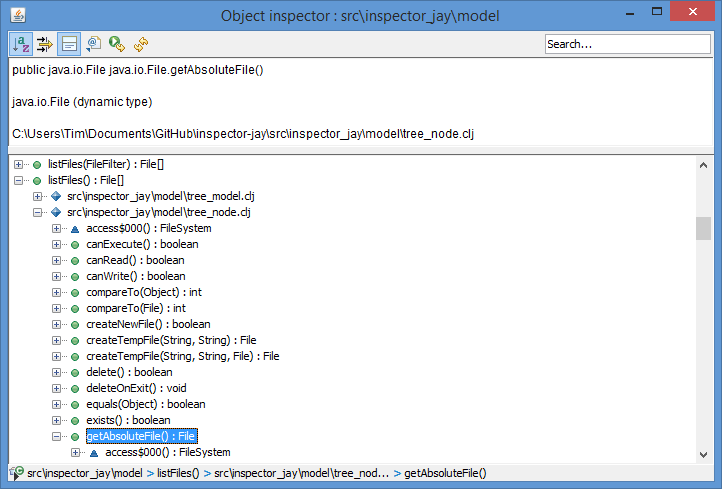 Object inspector : src\inspector_jay\model
Search...
public java.io.File java.io.File.getAbsoluteFile()
java.io.File (dynamic type)
C:\Users\Tim\Documents\GitHub\inspector-jay\src\inspector_jay\model\tree_node.clj
listFiles(FileFilter) : File[]
listFiles() : File[]
src\inspector_jay\model\tree_model.clj
src\inspector_jay\model\tree_node.clj
access$000() : FileSystem
canExecute() : boolean
canRead() : boolean
canWrite() : boolean
compareTo(Object) : int
compareTo(File) : int
createNewFile() : boolean
createTempFile(String, String) : File
createTempFile(String, String, File) : File
delete() : boolean
deleteOnExit() : void
equals(Object) : boolean
exists() : boolean
getAbsoluteFile() : File
access$000() : FileSystem
src\inspector_jay\model > listFiles() > src\inspector_jay\model\tree_nod... > getAbsoluteFile()